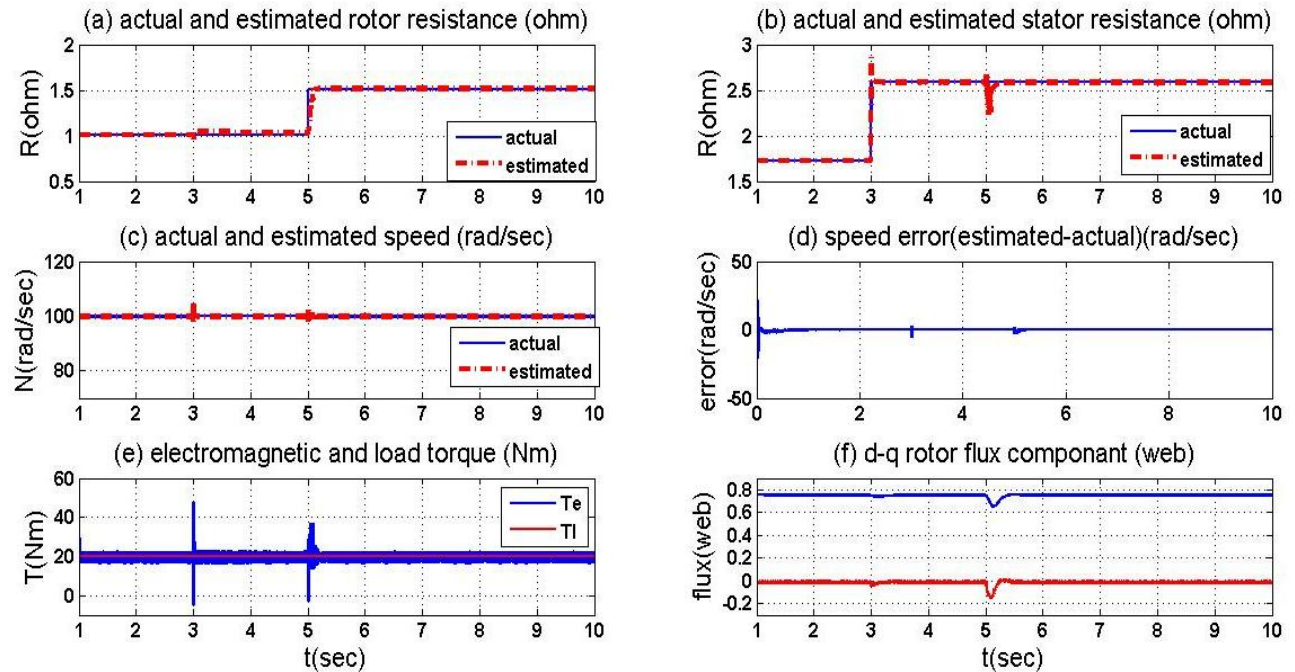 (a) actual and estimated rotor resistance (ohm)
R(ohm)
2
1.5
1
0.5
actual
estimated
1 2 3 4 5 6 7 8 9 10
(b) actual and estimated stator resistance (ohm)
R(ohm)
3
2.5
2
1.5
actual
estimated
1 2 3 4 5 6 7 8 9 10
(c) actual and estimated speed (rad/sec)
N(rad/sec)
120
100
80
actual
estimated
1 2 3 4 5 6 7 8 9 10
(d) speed error(estimated-actual)(rad/sec)
error(rad/sec)
50
0
-50
0 2 4 6 8 10
(e) electromagnetic and load torque (Nm)
T(Nm)
60
40
20
0
Te
Tl
1 2 3 4 5 6 7 8 9 10
t(sec)
(f) d-q rotor flux componant (web)
flux(web)
0.8
0.6
0.4
0.2
0
-0.2
1 2 3 4 5 6 7 8 9 10
t(sec)